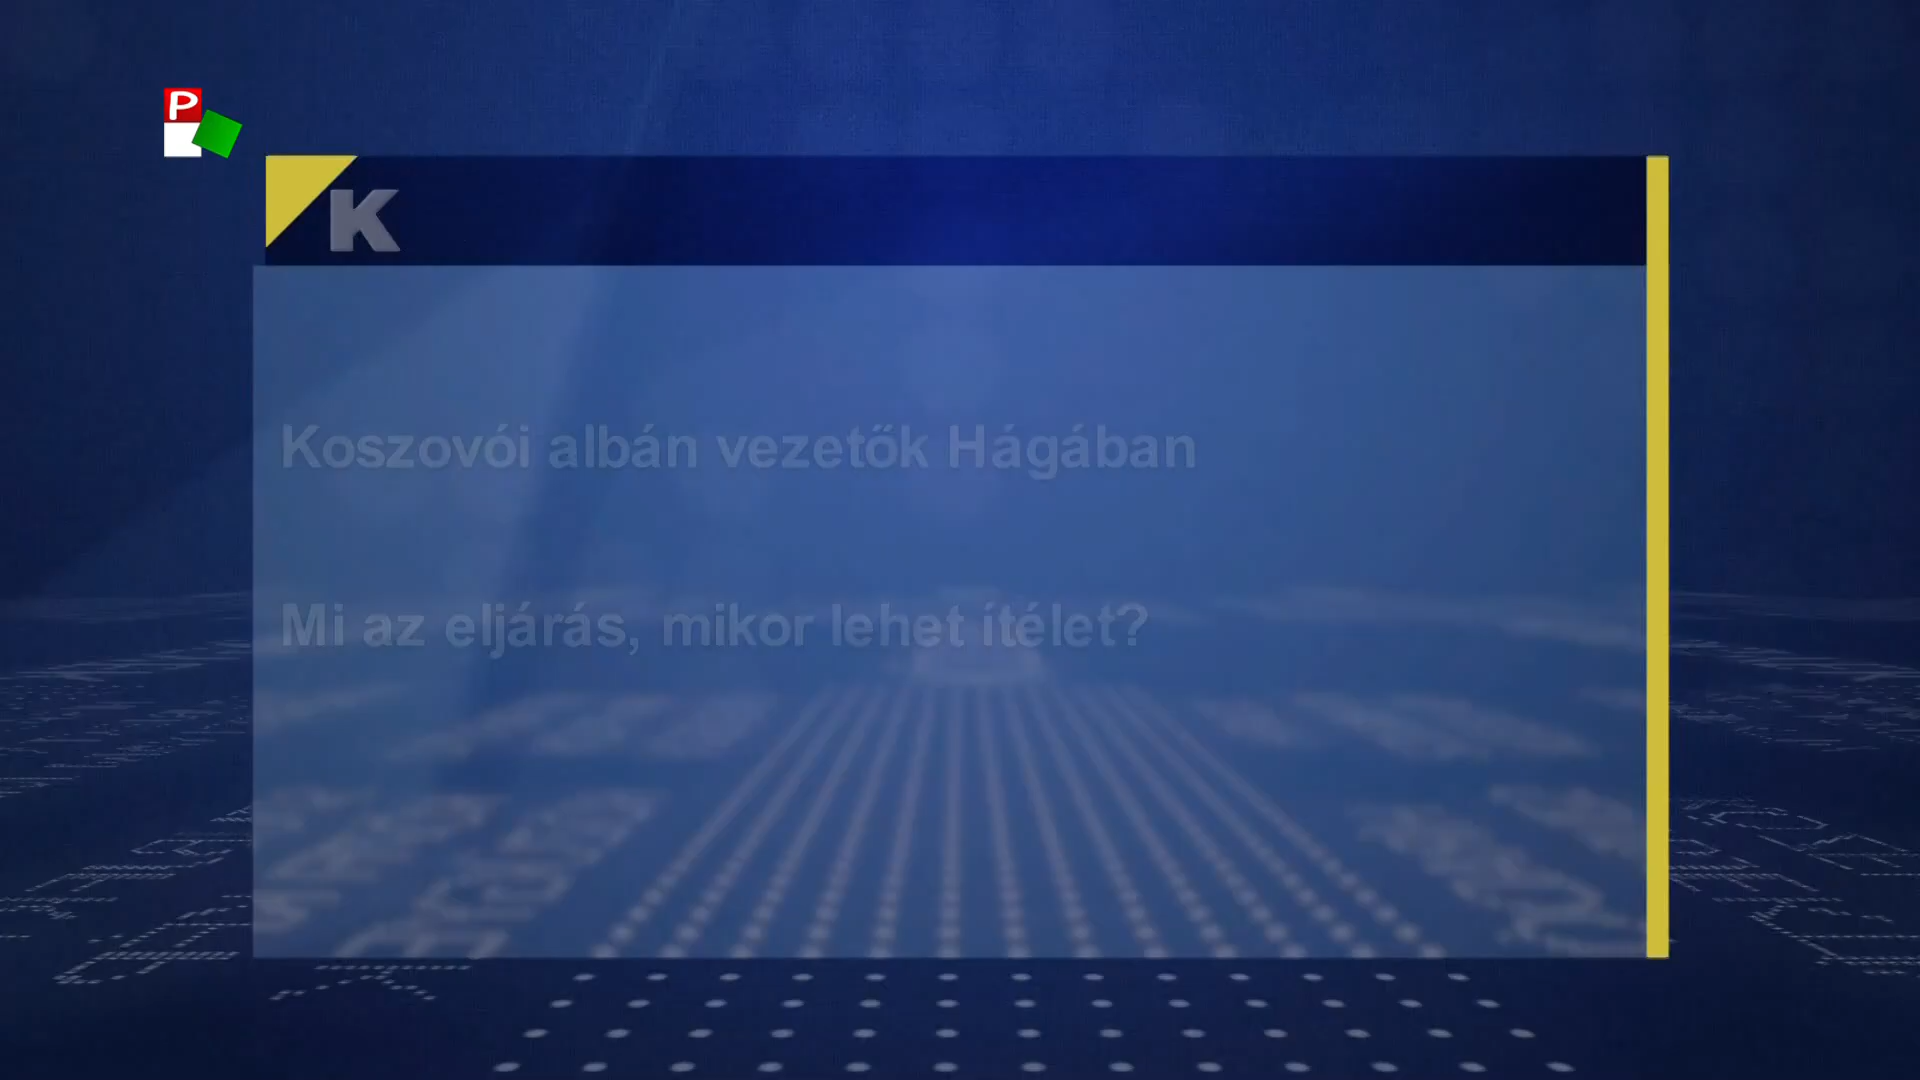 P
K
Koszovói albán vezetők Hágában
Mi az eljárás, mikor lehet ítélet?